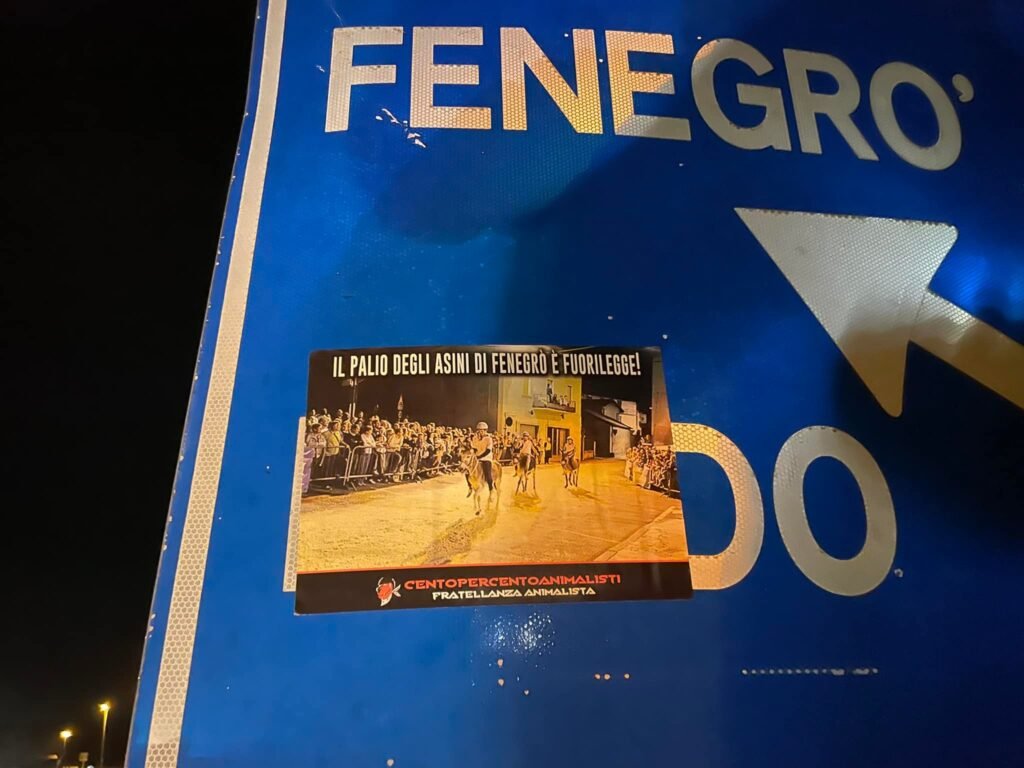 FENEGRO'
IL PALIO DEGLI ASINI DI FENEGRÒ È FUORILEGGE!
DO
CENTOPERCENTOANIMALISTI
FRATELLANZA ANIMALISTA